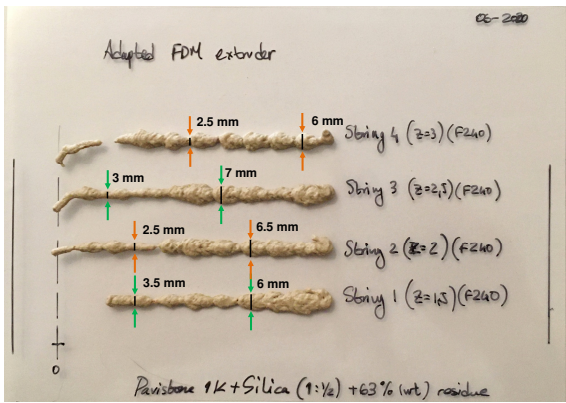 06-2020
Adapted FDM extruder
2.5 mm
6 mm
String 4 (z=3) (F240)
3 mm
7 mm
String 3 (z=2,5) (F240)
2.5 mm
6.5 mm
String 2 (z=2) (F240)
3.5 mm
6 mm
String 1 (z=1,5) (F240)
0
Pavistone 1K + Silica (1:1/2) + 63% (wt) residue